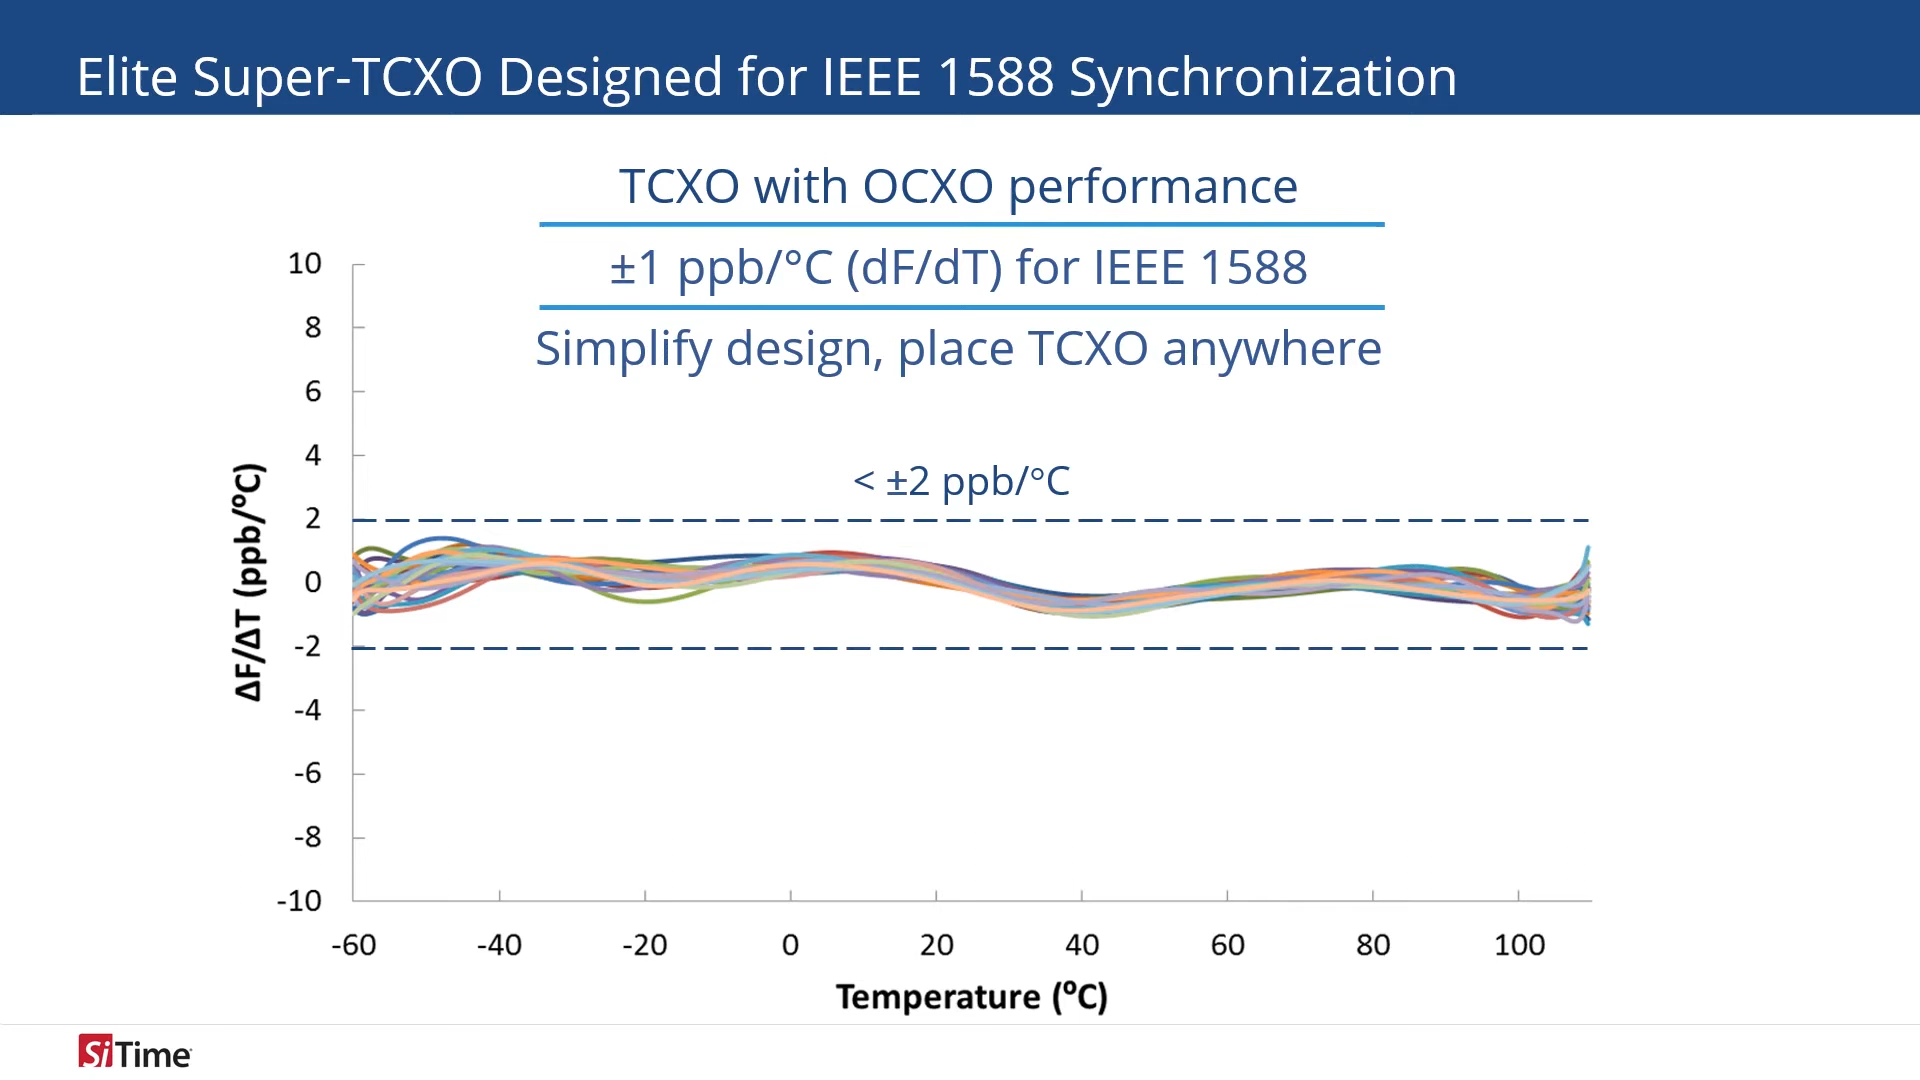 Elite Super-TCXO Designed for IEEE 1588 Synchronization
TCXO with OCXO performance
±1 ppb/°C (dF/dT) for IEEE 1588
Simplify design, place TCXO anywhere
< ±2 ppb/°C
ΔF/ΔT (ppb/ºC)
10
8
6
4
2
0
-2
-4
-6
-8
-10
-60 -40 -20 0 20 40 60 80 100
Temperature (ºC)
SiTime